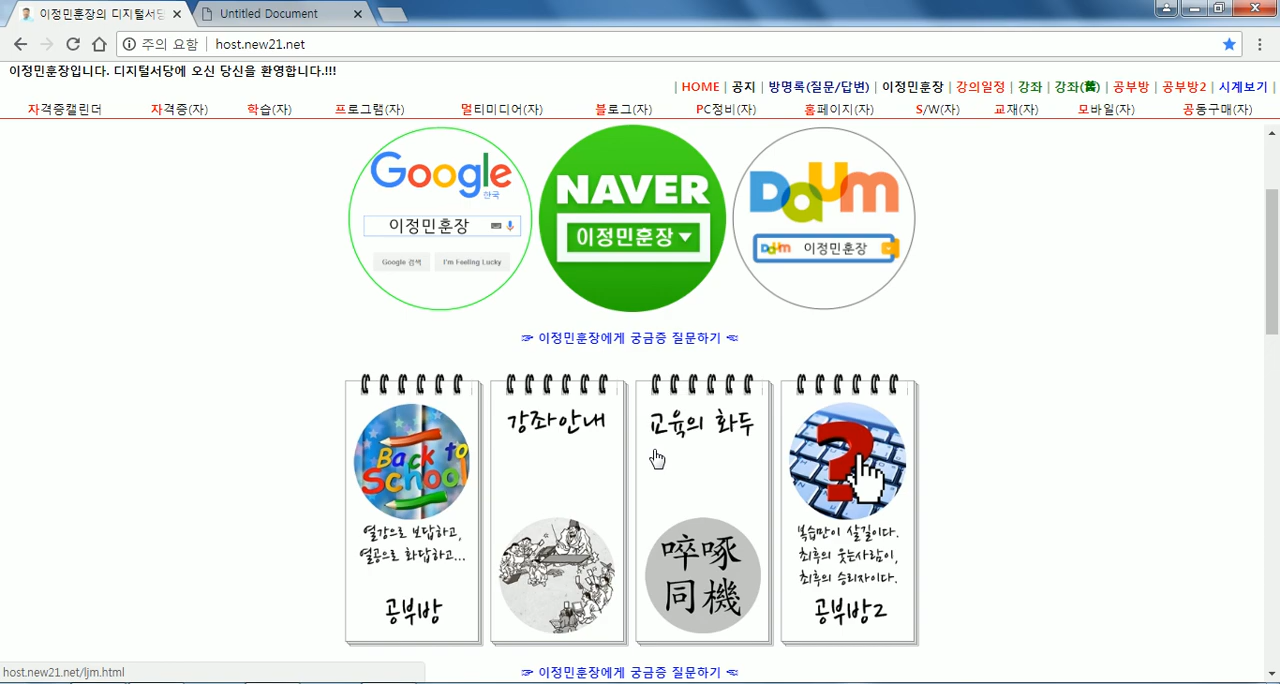 이정민훈장의 디지털서당
Untitled Document
주의 요함 | host.new21.net
이정민훈장입니다. 디지털서당에 오신 당신을 환영합니다.!!!
| HOME | 공지 | 방명록(질문/답변) | 이정민훈장 | 강의일정 | 강좌 | 강좌(舊) | 공부방 | 공부방2 | 시계보기 |
자격증캘린더 자격증(자) 학습(자) 프로그램(자) 멀티미디어(자) 블로그(자) PC정비(자) 홈페이지(자) S/W(자) 교재(자) 모바일(자) 공동구매(자)
Google
한국
이정민훈장
Google 검색 I'm Feeling Lucky
NAVER
이정민훈장
Daum
Daum 이정민훈장
☞ 이정민훈장에게 궁금증 질문하기 ☜
Back to
School
열강으로 보답하고,
열공으로 화답하고...
공부방
강좌안내
교육의 화두
啐啄
同機
?
복습만이 살길이다.
최후의 웃는사람이,
최후의 승리자이다.
공부방2
☞ 이정민훈장에게 궁금증 질문하기 ☜
host.new21.net/ljm.html